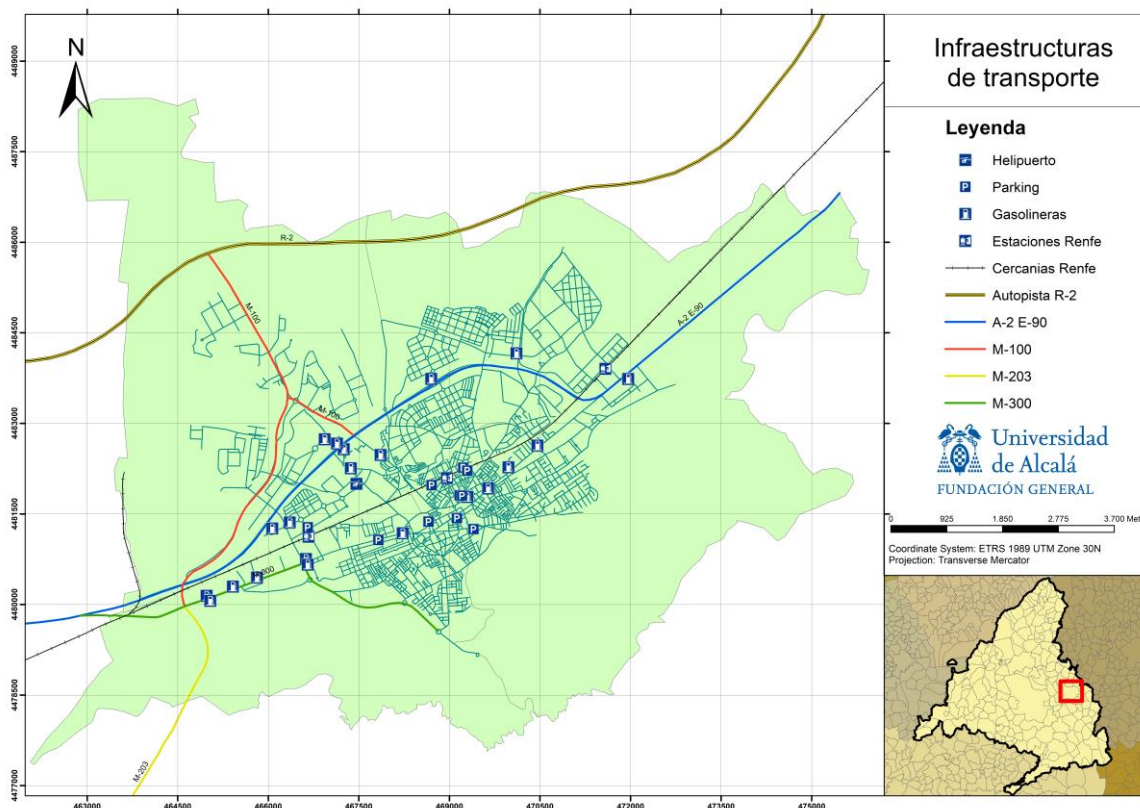 Infraestructuras
de transporte
Leyenda
Helipuerto
Parking
Gasolineras
Estaciones Renfe
Cercanias Renfe
Autopista R-2
A-2 E-90
M-100
M-203
M-300
Universidad
de Alcalá
FUNDACIÓN GENERAL
0 925 1.850 2.775 3.700 Met
Coordinate System: ETRS 1989 UTM Zone 30N
Projection: Transverse Mercator
N
R-2
M-100
A-2 E-90
M-100
M-203
4489000
4487500
4486000
4484500
4483000
4481500
4480000
4478500
4477000
463000 464500 466000 467500 469000 470500 472000 473500 475000